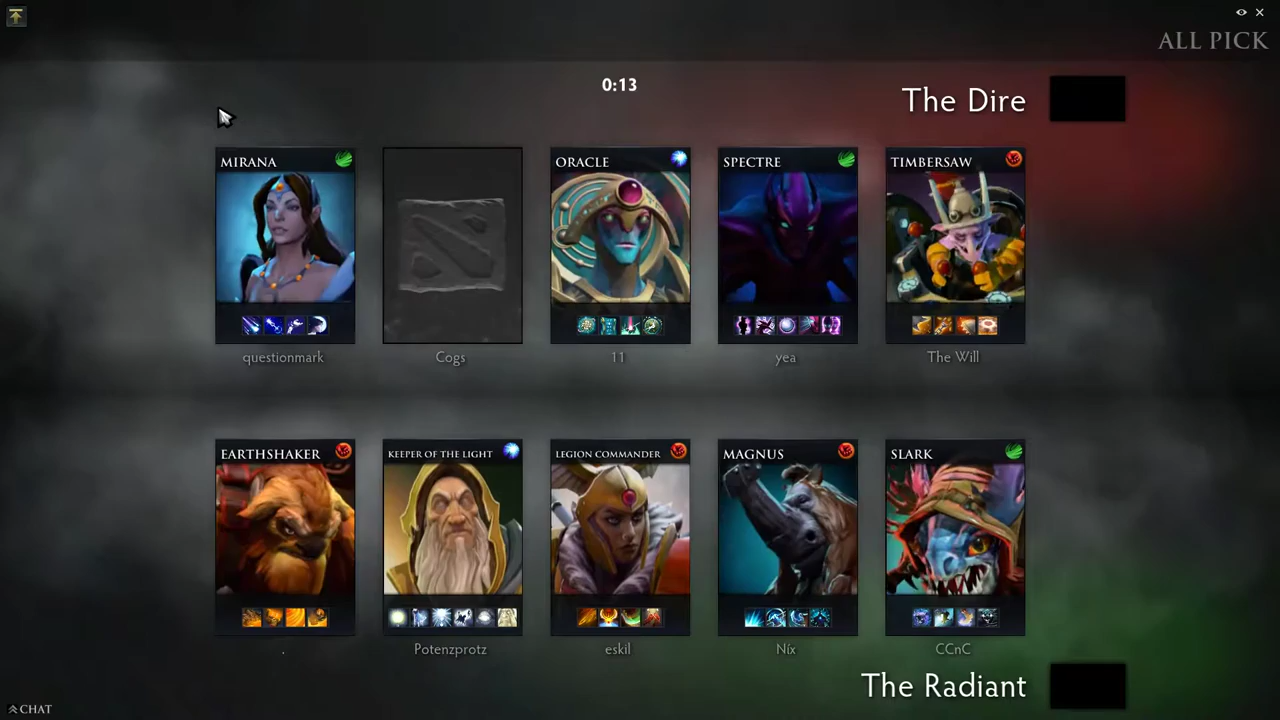 ALL PICK
0:13
The Dire
MIRANA
ORACLE
SPECTRE
TIMBERSAW
questionmark
Cogs
11
yea
The Will
EARTHSHAKER
KEEPER OF THE LIGHT
LEGION COMMANDER
MAGNUS
SLARK
.
Potenzprotz
eskil
Níx
CCnC
The Radiant
CHAT